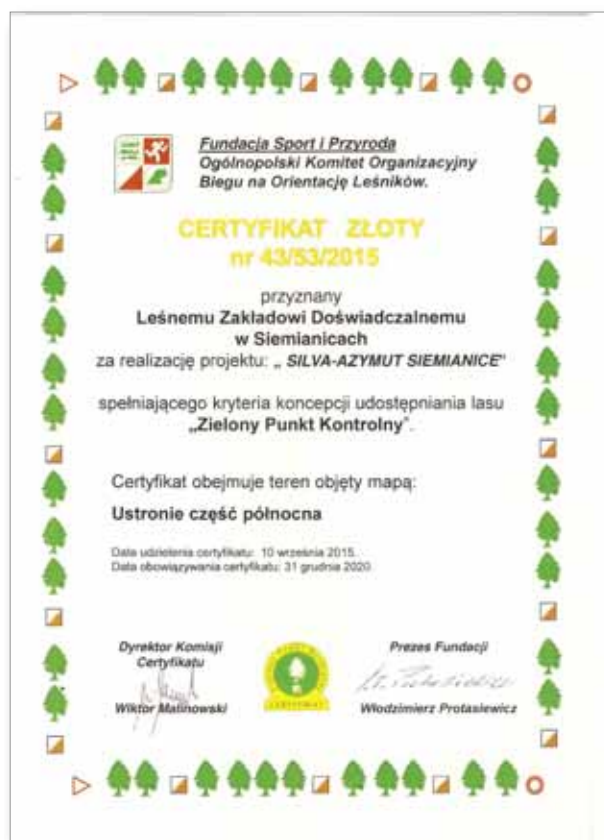 Fundacja Sport i Przyroda
Ogólnopolski Komitet Organizacyjny
Biegu na Orientację Leśników.
CERTYFIKAT ZŁOTY
nr 43/53/2015
przyznany
Leśnemu Zakładowi Doświadczalnemu
w Siemianicach
za realizację projektu: „ SILVA-AZYMUT SIEMIANICE"
spełniającego kryteria koncepcji udostępniania lasu
„Zielony Punkt Kontrolny".
Certyfikat obejmuje teren objęty mapą:
Ustronie część północna
Data udzielenia certyfikatu: 10 września 2015.
Data obowiązywania certyfikatu: 31 grudnia 2020.
Dyrektor Komisji
Certyfikatu
Wiktor Malinowski
CERTYFIKAT
Prezes Fundacji
Włodzimierz Protasiewicz